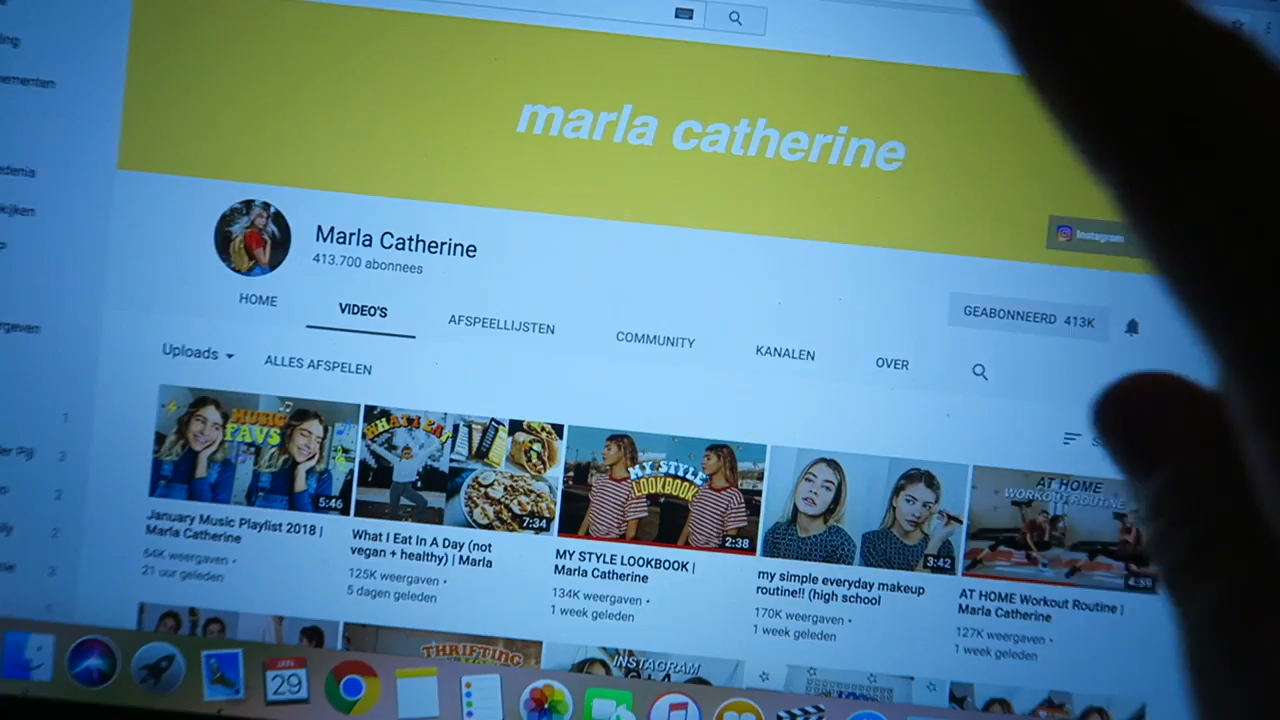 marla catherine
Instagram
Marla Catherine
413.700 abonnees
GEABONNEERD 413K
HOME
VIDEO'S
AFSPEELLIJSTEN
COMMUNITY
KANALEN
OVER
Uploads
ALLES AFSPELEN
MUSIC
FAVS
5:46
January Music Playlist 2018 |
Marla Catherine
64K weergaven •
21 uur geleden
WHAT I EAT
7:34
What I Eat In A Day (not
vegan + healthy) | Marla
125K weergaven •
5 dagen geleden
MY STYLE
LOOKBOOK
2:38
MY STYLE LOOKBOOK |
Marla Catherine
134K weergaven •
1 week geleden
3:42
my simple everyday makeup
routine!! (high school
170K weergaven •
1 week geleden
AT HOME
WORKOUT ROUTINE
4:55
AT HOME Workout Routine |
Marla Catherine
127K weergaven •
1 week geleden
THRIFTING
INSTAGRAM
JAN
29